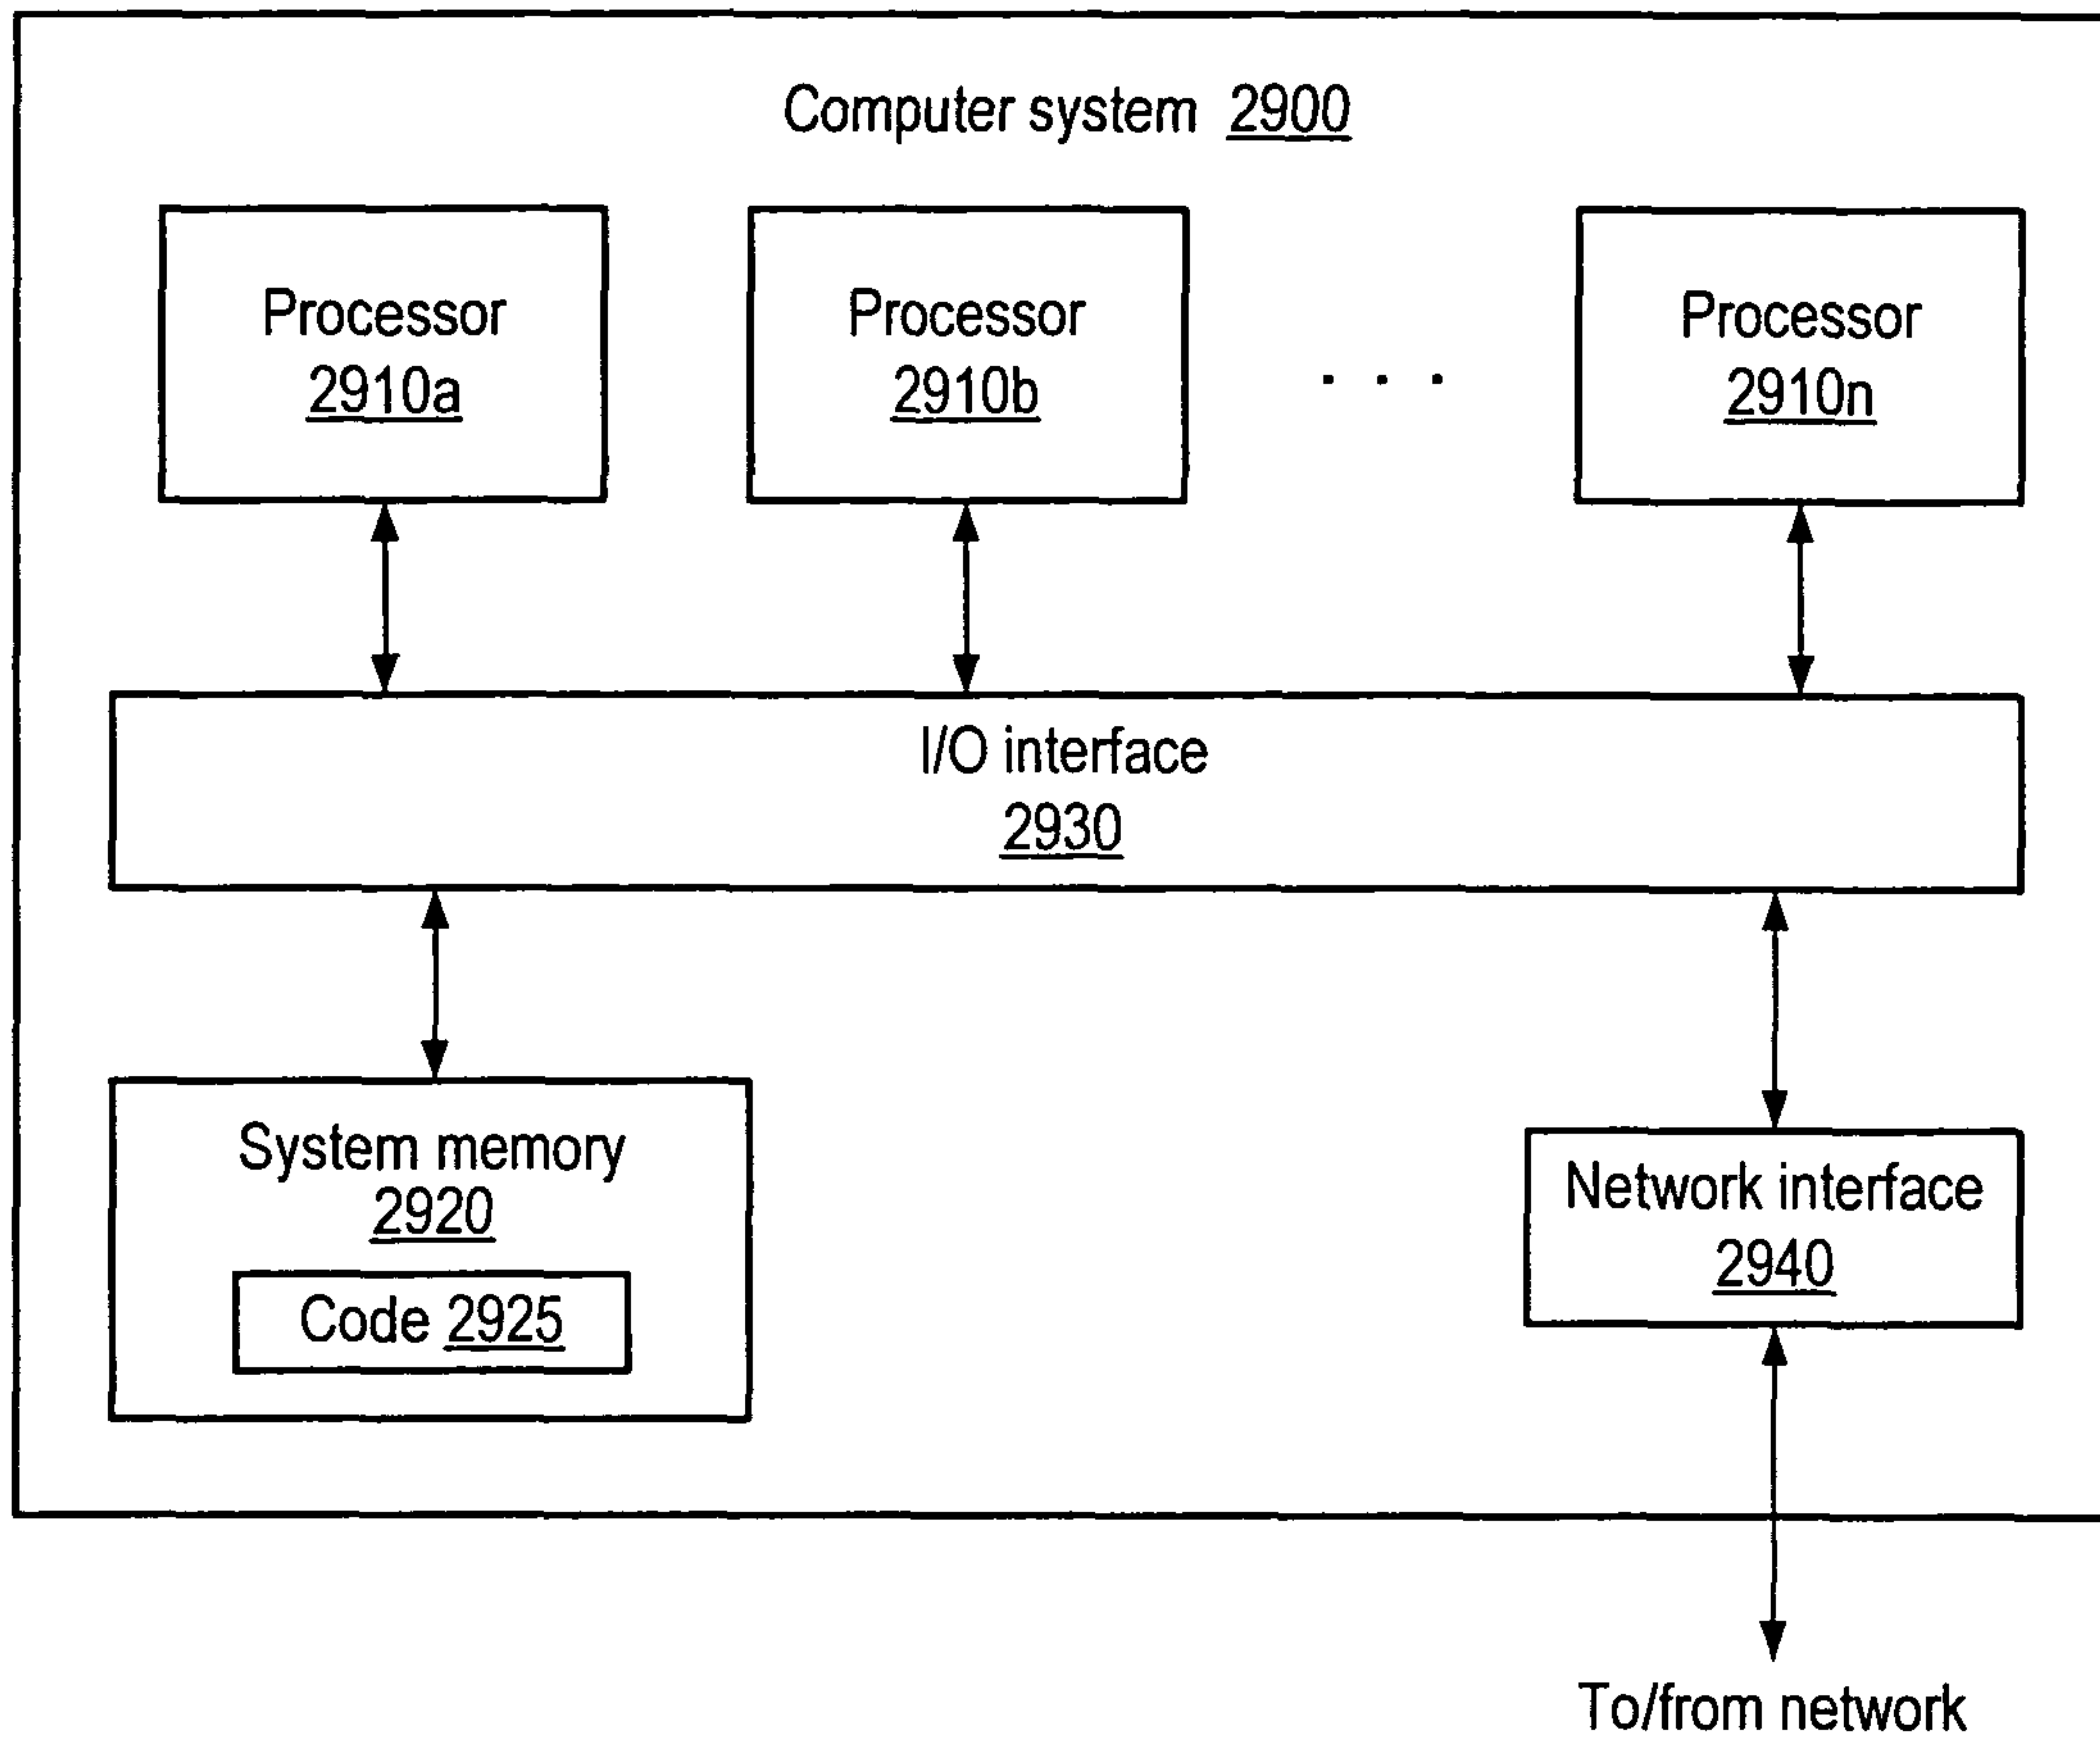 Computer system 2900
Processor
2910a
Processor
2910b
. . .
Processor
2910n
I/O interface
2930
System memory
2920
Code 2925
Network interface
2940
To/from network